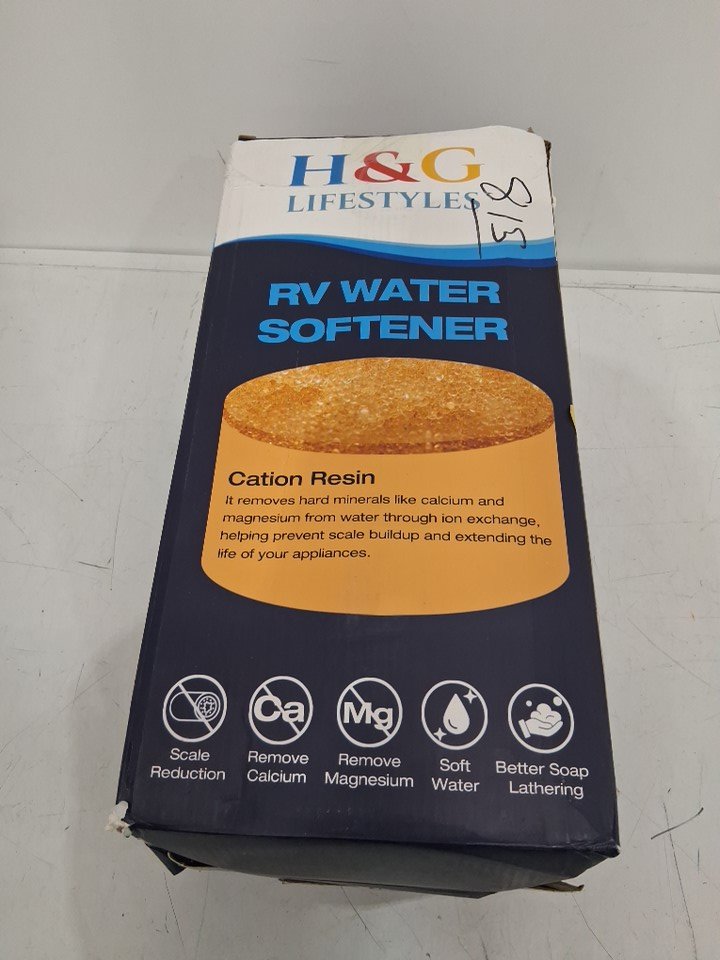 H&G
LIFESTYLES
RV WATER
SOFTENER
Cation Resin
It removes hard minerals like calcium and
magnesium from water through ion exchange,
helping prevent scale buildup and extending the
life of your appliances.
Scale
Reduction
Ca
Remove
Calcium
Mg
Remove
Magnesium
Soft
Water
Better Soap
Lathering